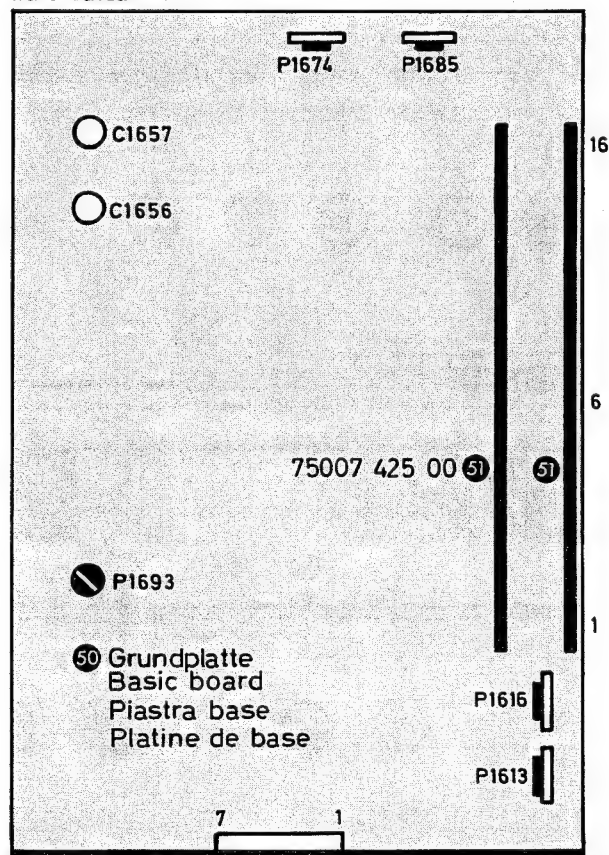 P1674 P1685
C1657
16
C1656
6
75007 425 00 51 51
P1693
1
50 Grundplatte
Basic board
Piastra base
Platine de base
P1616
P1613
7 1